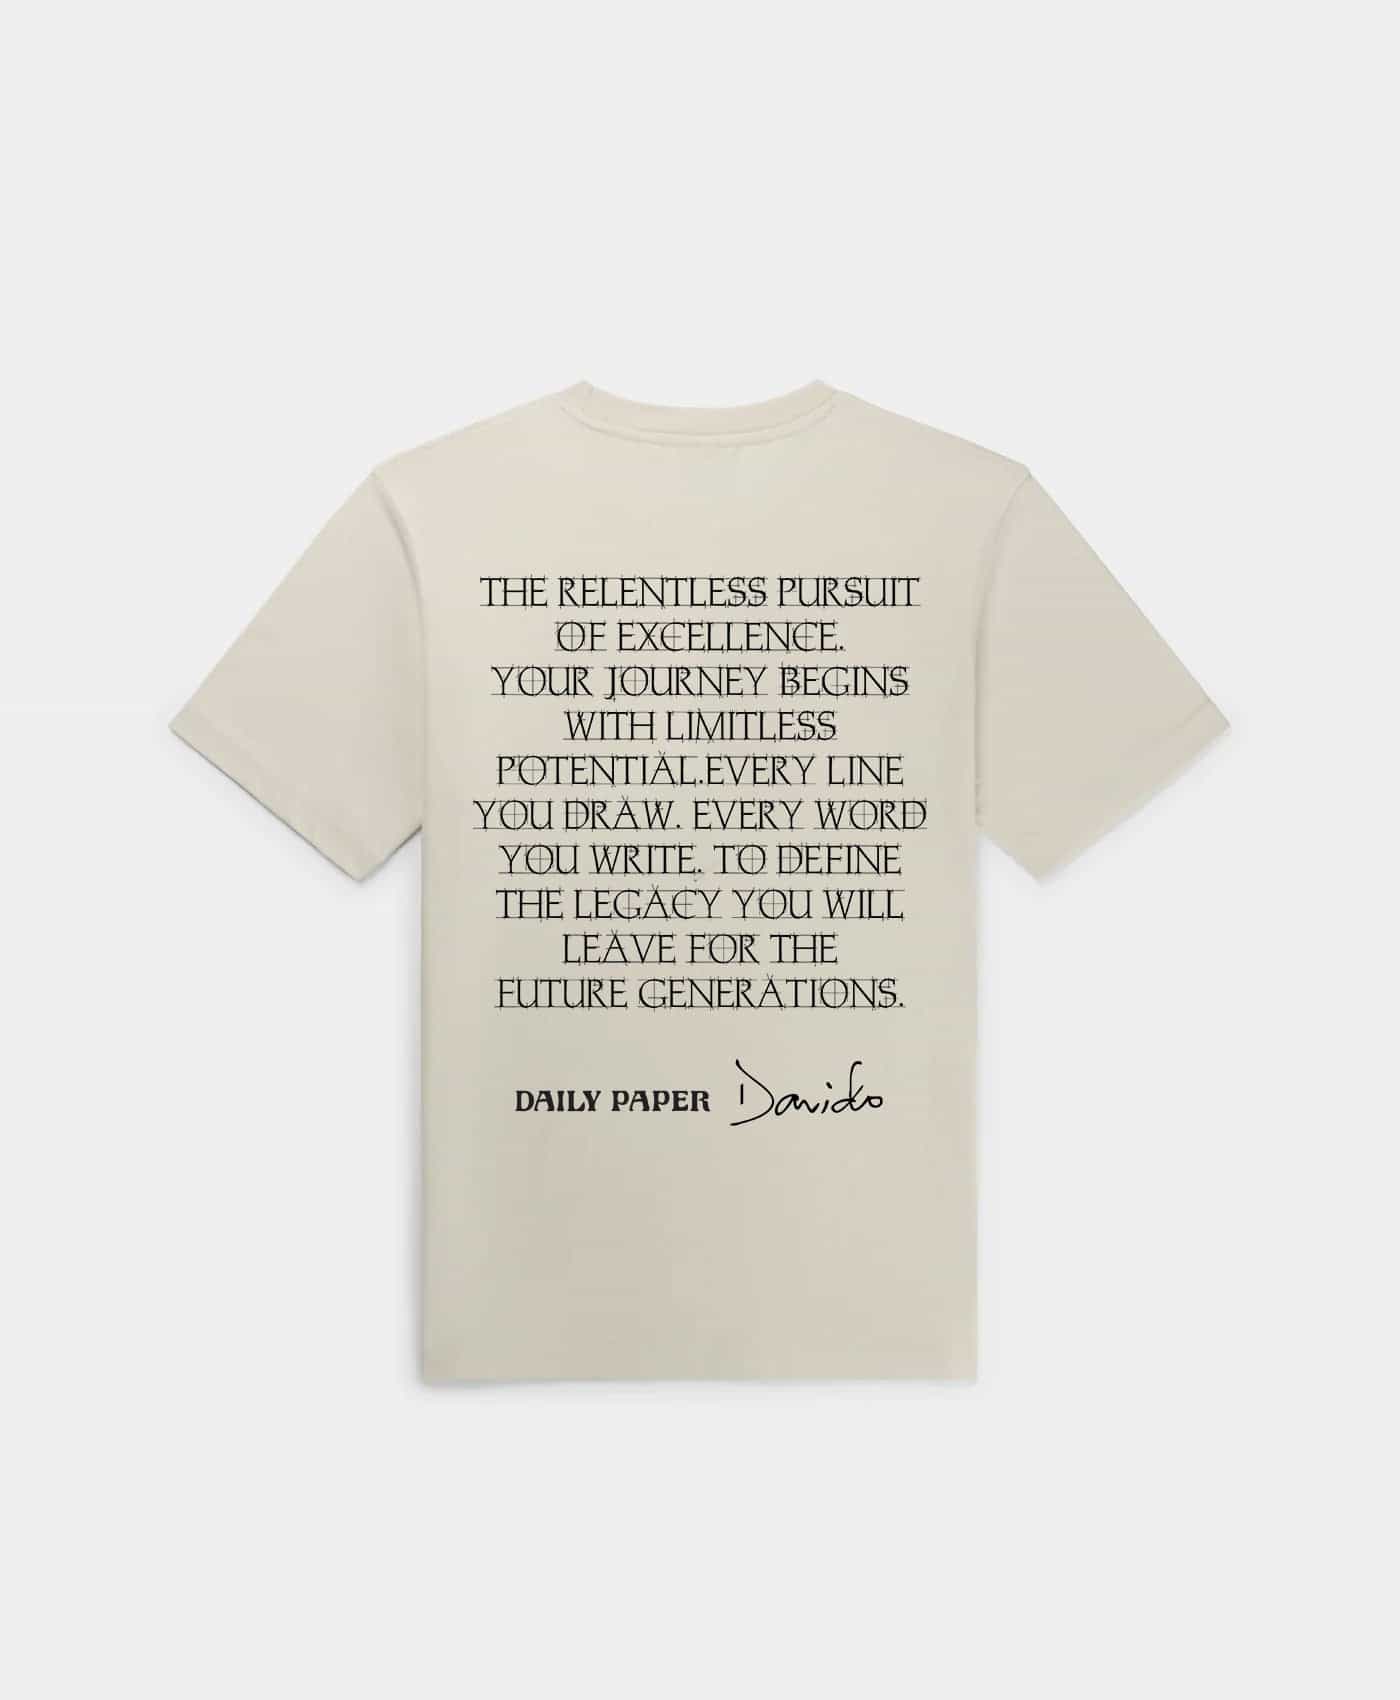 THE RELENTLESS PURSUIT
OF EXCELLENCE.
YOUR JOURNEY BEGINS
WITH LIMITLESS
POTENTIAL.EVERY LINE
YOU DRAW. EVERY WORD
YOU WRITE. TO DEFINE
THE LEGACY YOU WILL
LEAVE FOR THE
FUTURE GENERATIONS.
DAILY PAPER Davido